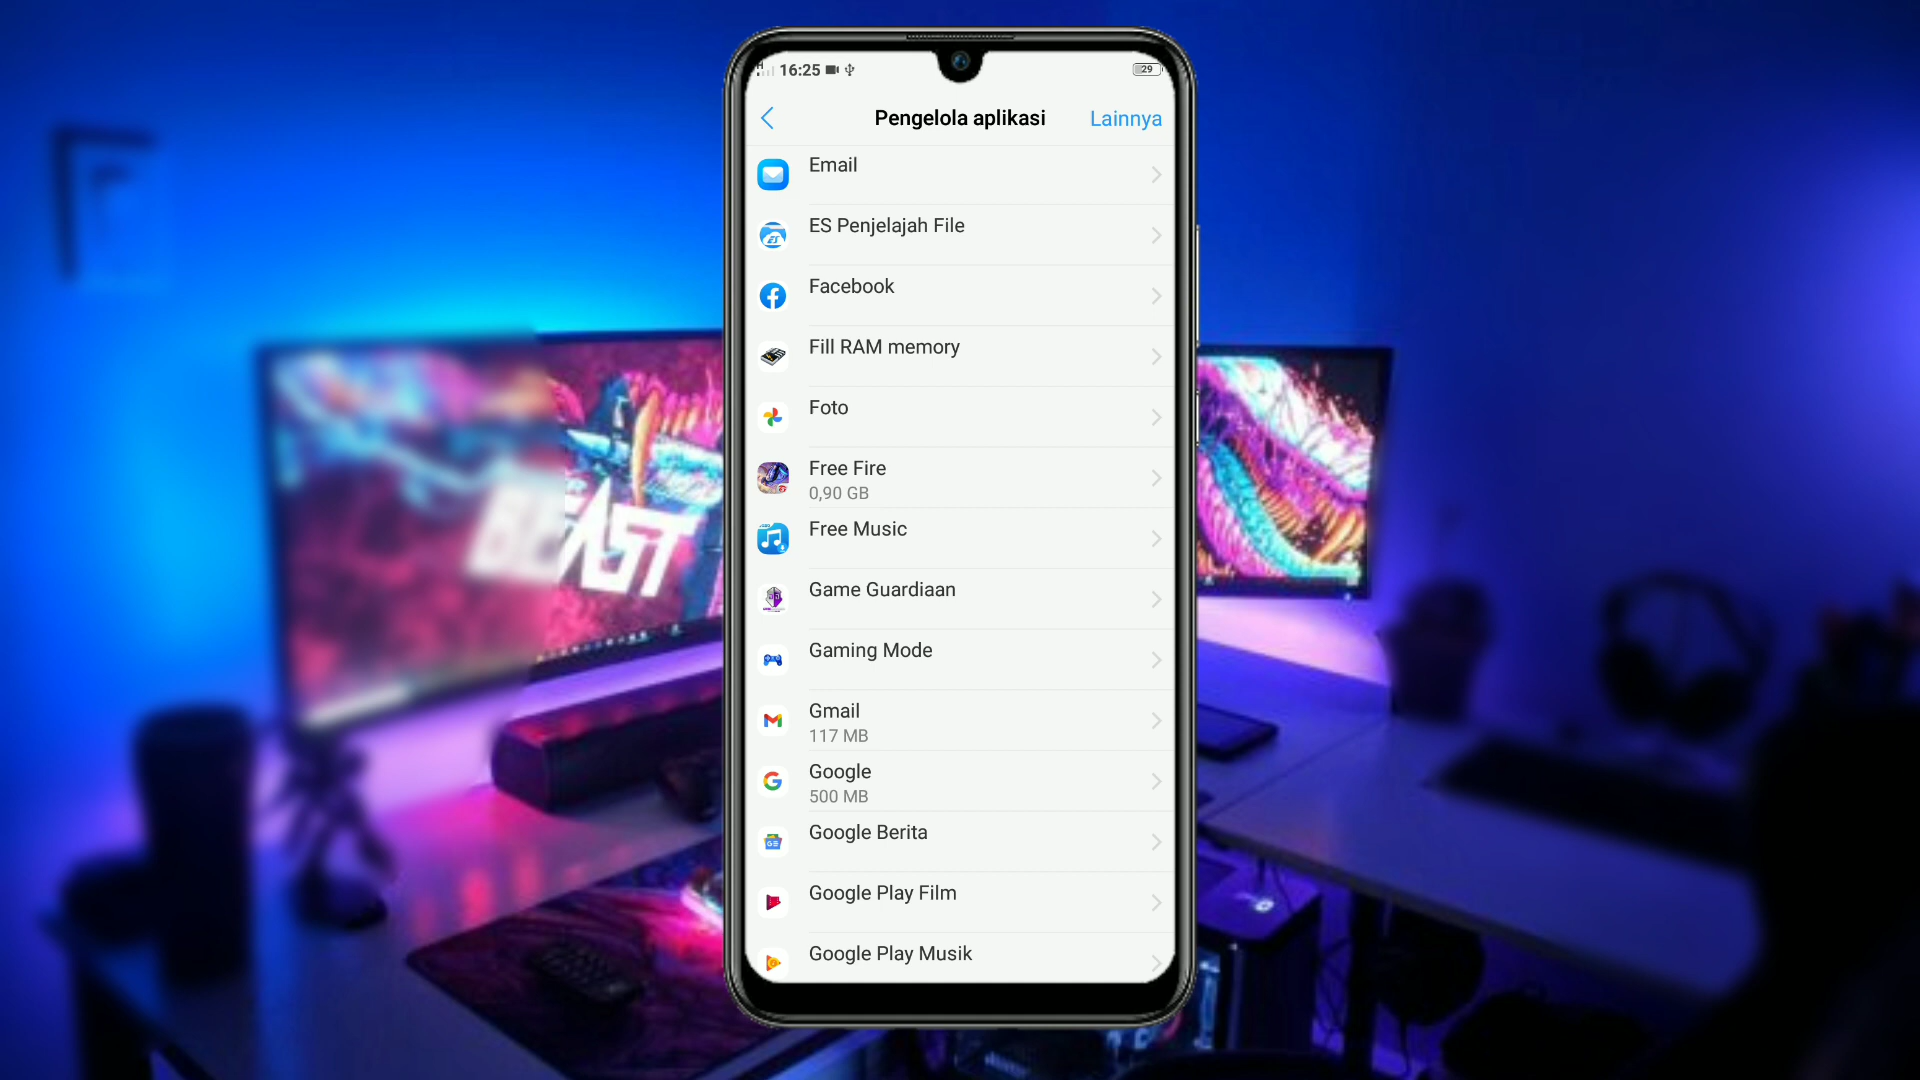 16:25
29
Pengelola aplikasi
Lainnya
Email
ES Penjelajah File
Facebook
Fill RAM memory
Foto
Free Fire
0,90 GB
Free Music
Game Guardiaan
Gaming Mode
Gmail
117 MB
Google
500 MB
Google Berita
Google Play Film
Google Play Musik
BEAST